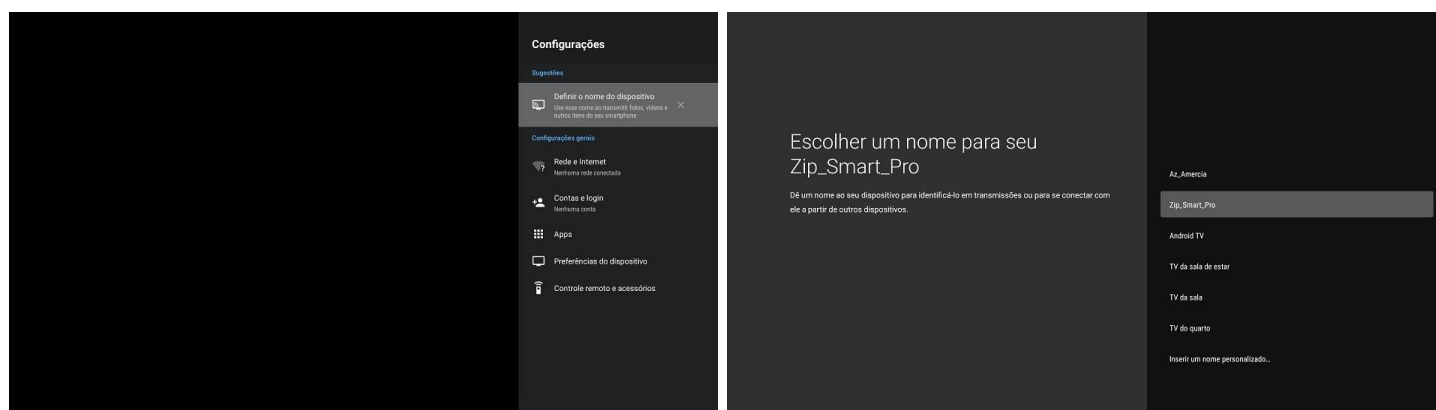 Configurações
Sugestões
Definir o nome do dispositivo
Use esse nome ao transmitir fotos, vídeos e
outros itens do seu smartphone
Configurações gerais
Rede e Internet
Nenhuma rede conectada
Contas e login
Nenhuma conta
Apps
Preferências do dispositivo
Controle remoto e acessórios
Escolher um nome para seu
Zip_Smart_Pro
Dê um nome ao seu dispositivo para identificá-lo em transmissões ou para se conectar com
ele a partir de outros dispositivos.
Az_Amercia
Zip_Smart_Pro
Android TV
TV da sala de estar
TV da sala
TV do quarto
Inserir um nome personalizado…